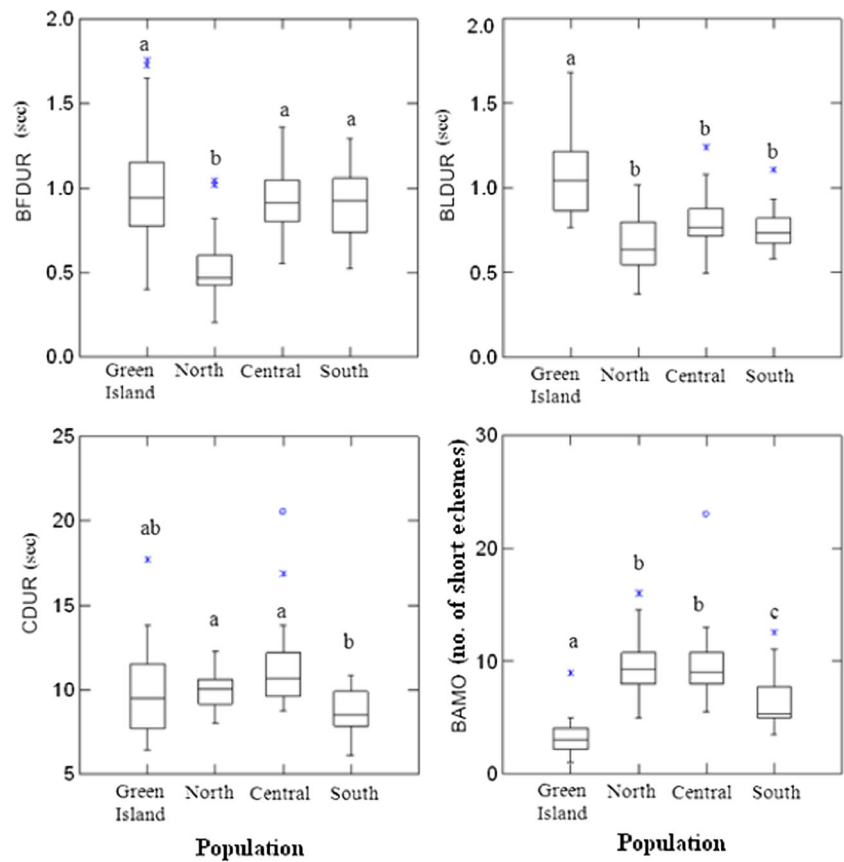 2.0
1.5
1.0
0.5
0.0
BFDUR (sec)
a
b
a
a
Green Island
North
Central
South
2.0
1.5
1.0
0.5
0.0
BLDUR (sec)
a
b
b
b
Green Island
North
Central
South
25
20
15
10
5
CDUR (sec)
ab
a
a
b
Green Island
North
Central
South
Population
30
20
10
0
BAMO (no. of short echemes)
a
b
b
c
Green Island
North
Central
South
Population